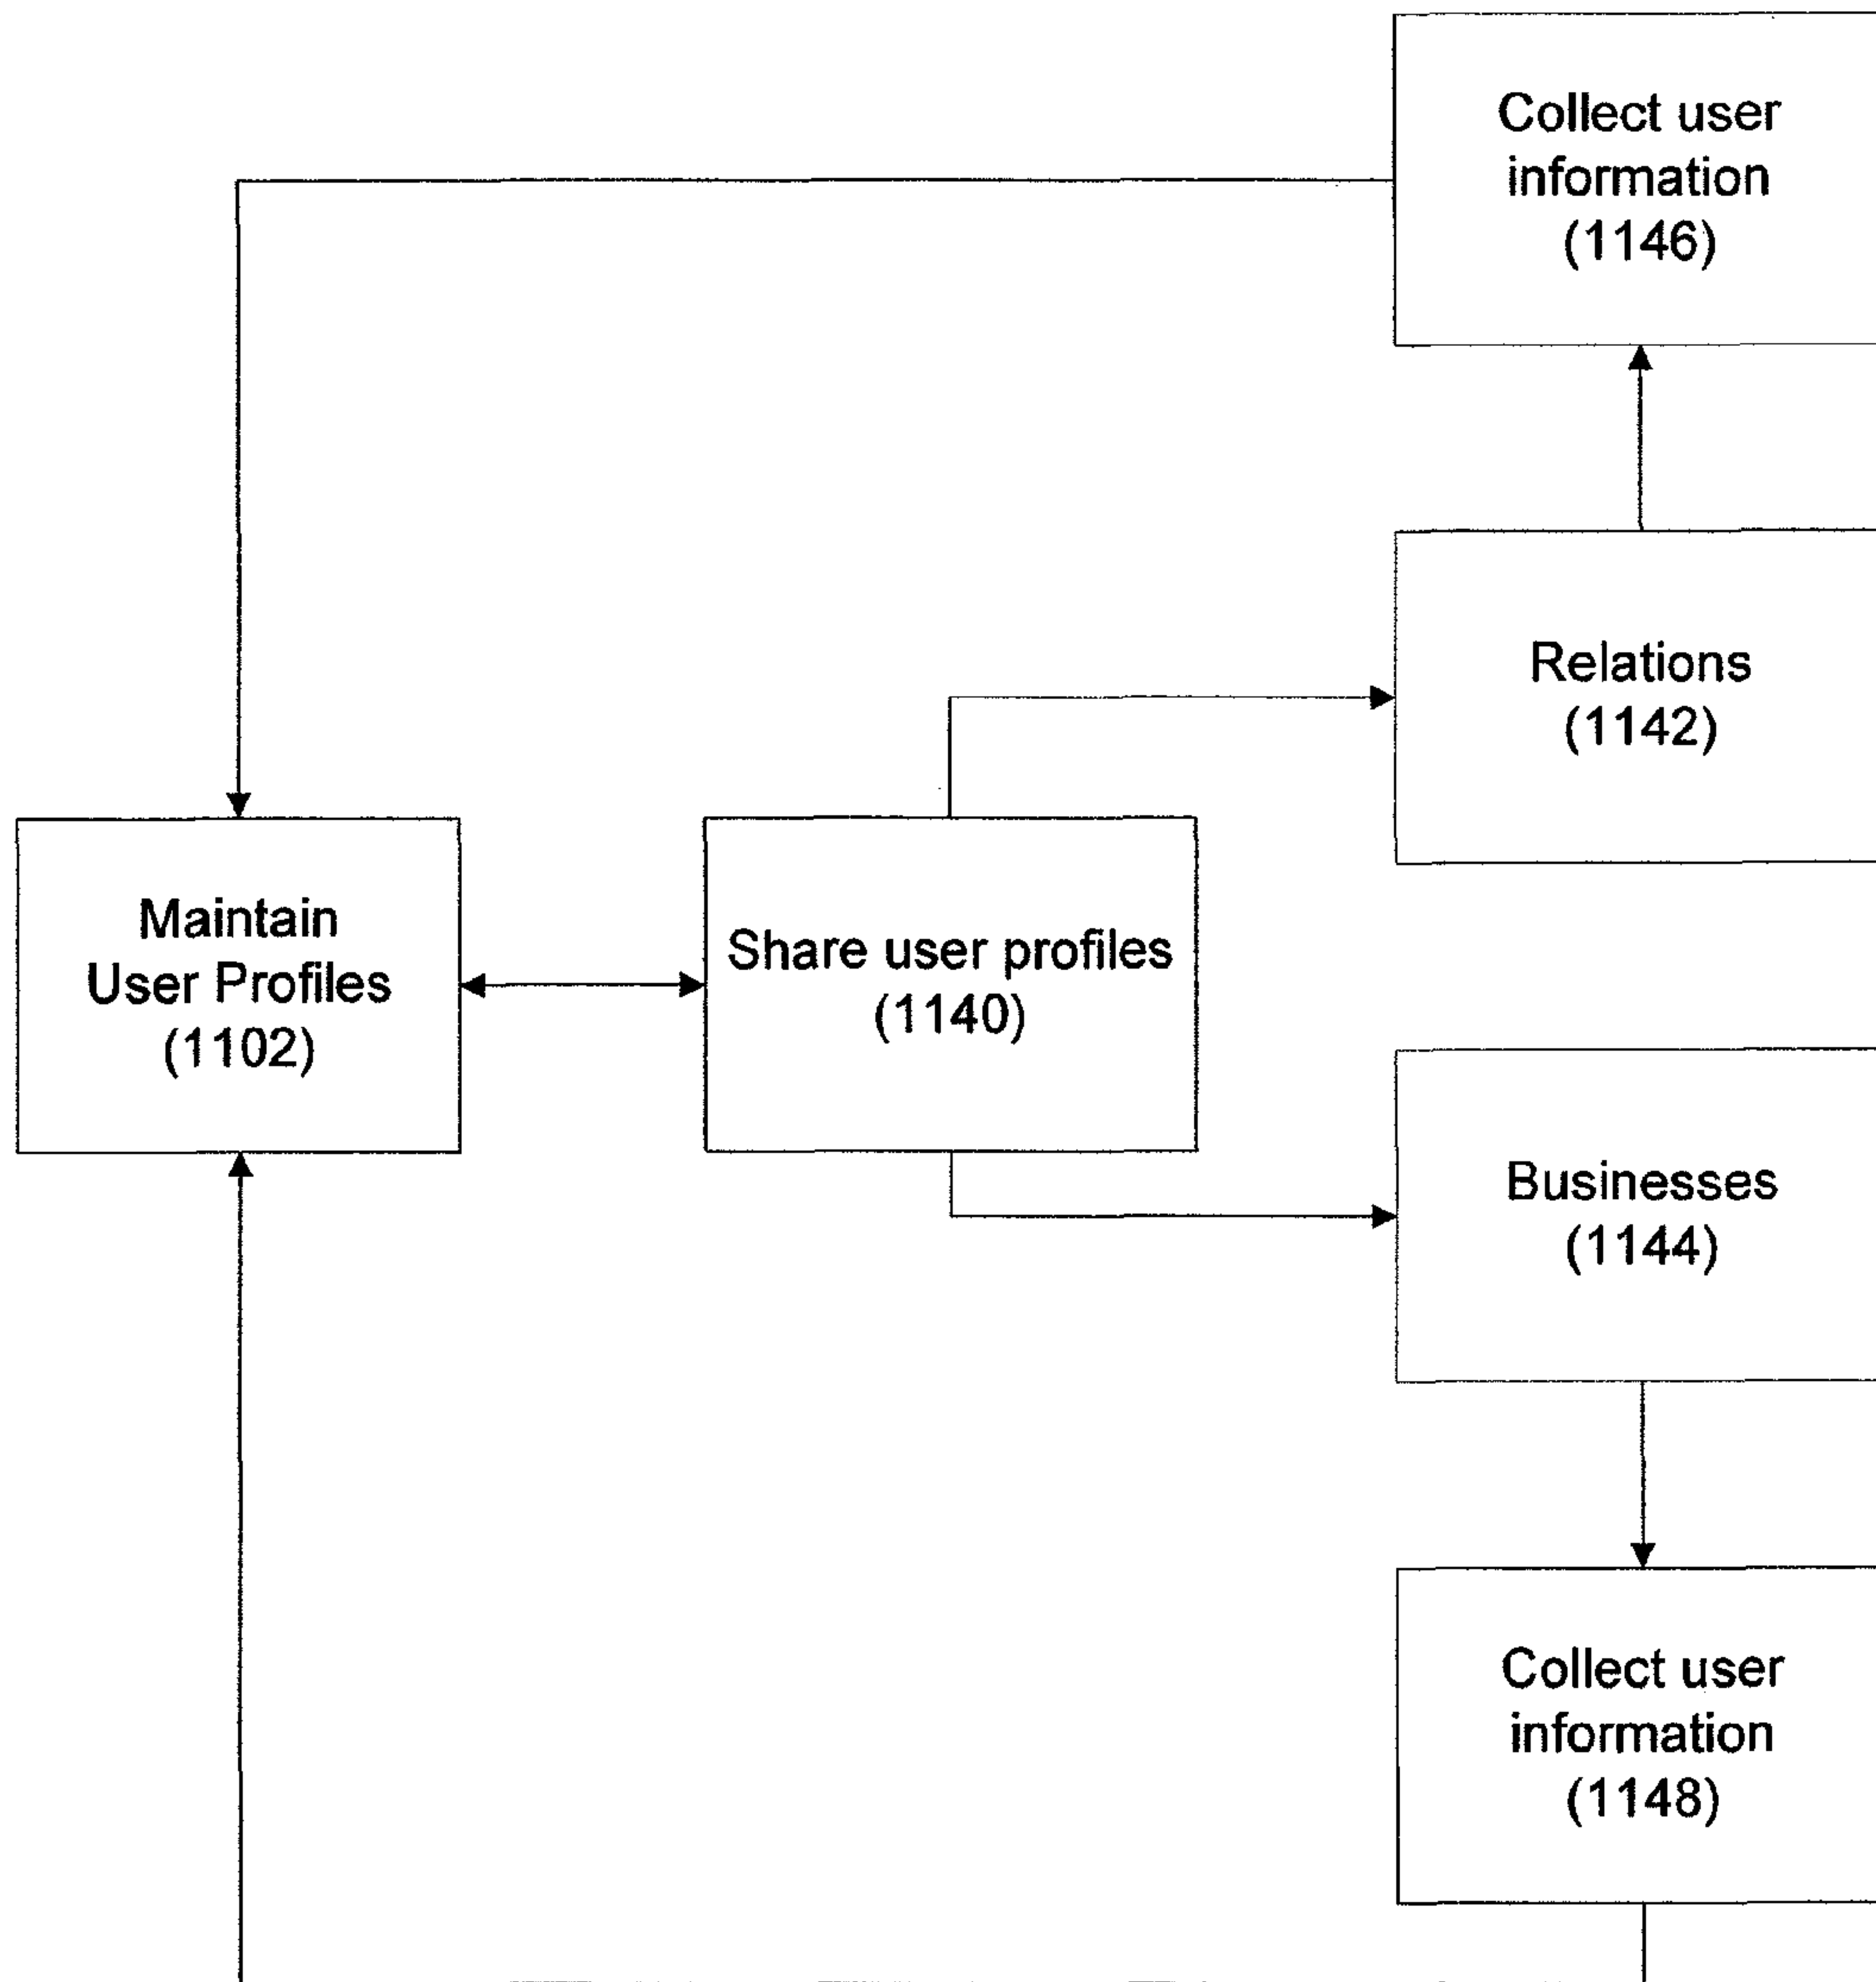 Collect user
information
(1146)
Relations
(1142)
Maintain
User Profiles
(1102)
Share user profiles
(1140)
Businesses
(1144)
Collect user
information
(1148)